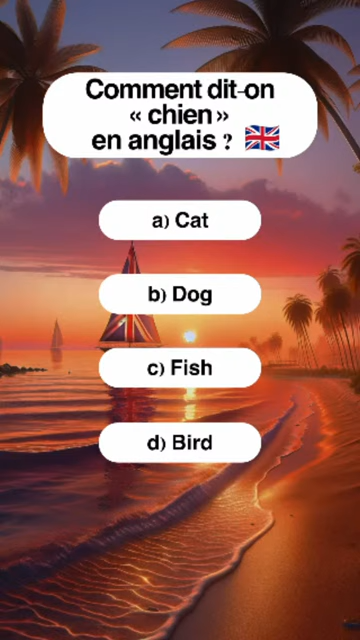 Comment dit-on
« chien »
en anglais ? 🇬🇧
a) Cat
b) Dog
c) Fish
d) Bird